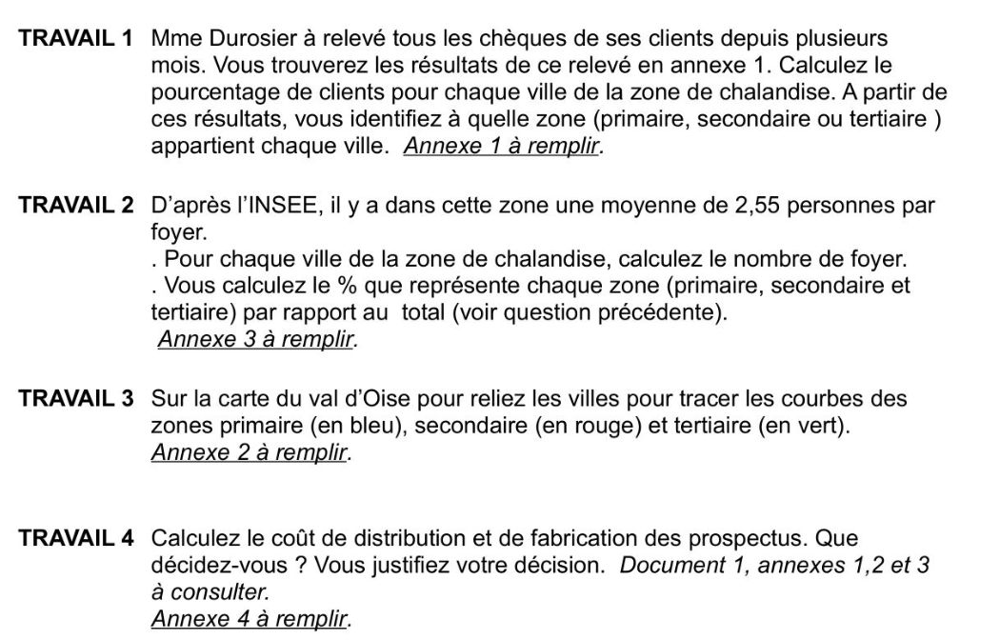 TRAVAIL 1 Mme Durosier à relevé tous les chèques de ses clients depuis plusieurs
mois. Vous trouverez les résultats de ce relevé en annexe 1. Calculez le
pourcentage de clients pour chaque ville de la zone de chalandise. A partir de
ces résultats, vous identifiez à quelle zone (primaire, secondaire ou tertiaire )
appartient chaque ville. Annexe 1 à remplir.
TRAVAIL 2 D'après l'INSEE, il y a dans cette zone une moyenne de 2,55 personnes par
foyer.
. Pour chaque ville de la zone de chalandise, calculez le nombre de foyer.
. Vous calculez le % que représente chaque zone (primaire, secondaire et
tertiaire) par rapport au total (voir question précédente).
Annexe 3 à remplir.
TRAVAIL 3 Sur la carte du val d'Oise pour reliez les villes pour tracer les courbes des
zones primaire (en bleu), secondaire (en rouge) et tertiaire (en vert).
Annexe 2 à remplir.
TRAVAIL 4 Calculez le coût de distribution et de fabrication des prospectus. Que
décidez-vous ? Vous justifiez votre décision. Document 1, annexes 1,2 et 3
à consulter.
Annexe 4 à remplir.